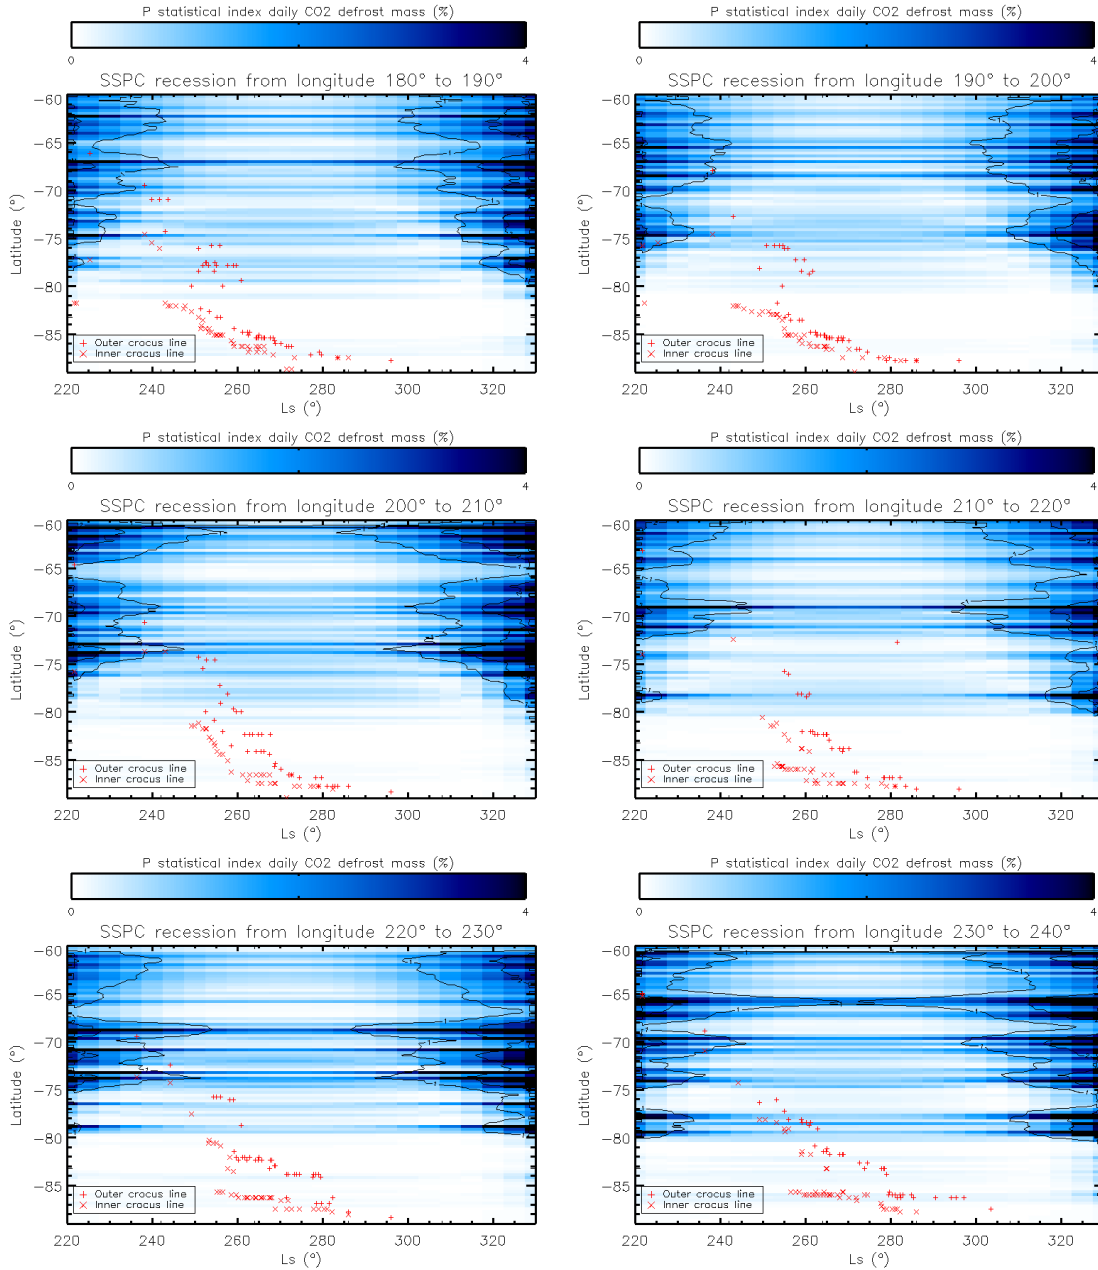 P statistical index daily CO2 defrost mass (%)
0 4
SSPC recession from longitude 180° to 190°
−60
−65
−70
−75
−80
−85
Latitude (°)
+ Outer crocus line
× Inner crocus line
220 240 260 280 300 320
Ls (°)
P statistical index daily CO2 defrost mass (%)
0 4
SSPC recession from longitude 190° to 200°
−60
−65
−70
−75
−80
−85
Latitude (°)
+ Outer crocus line
× Inner crocus line
220 240 260 280 300 320
Ls (°)
P statistical index daily CO2 defrost mass (%)
0 4
SSPC recession from longitude 200° to 210°
−60
−65
−70
−75
−80
−85
Latitude (°)
+ Outer crocus line
× Inner crocus line
220 240 260 280 300 320
Ls (°)
P statistical index daily CO2 defrost mass (%)
0 4
SSPC recession from longitude 210° to 220°
−60
−65
−70
−75
−80
−85
Latitude (°)
+ Outer crocus line
× Inner crocus line
220 240 260 280 300 320
Ls (°)
P statistical index daily CO2 defrost mass (%)
0 4
SSPC recession from longitude 220° to 230°
−60
−65
−70
−75
−80
−85
Latitude (°)
+ Outer crocus line
× Inner crocus line
220 240 260 280 300 320
Ls (°)
P statistical index daily CO2 defrost mass (%)
0 4
SSPC recession from longitude 230° to 240°
−60
−65
−70
−75
−80
−85
Latitude (°)
+ Outer crocus line
× Inner crocus line
220 240 260 280 300 320
Ls (°)